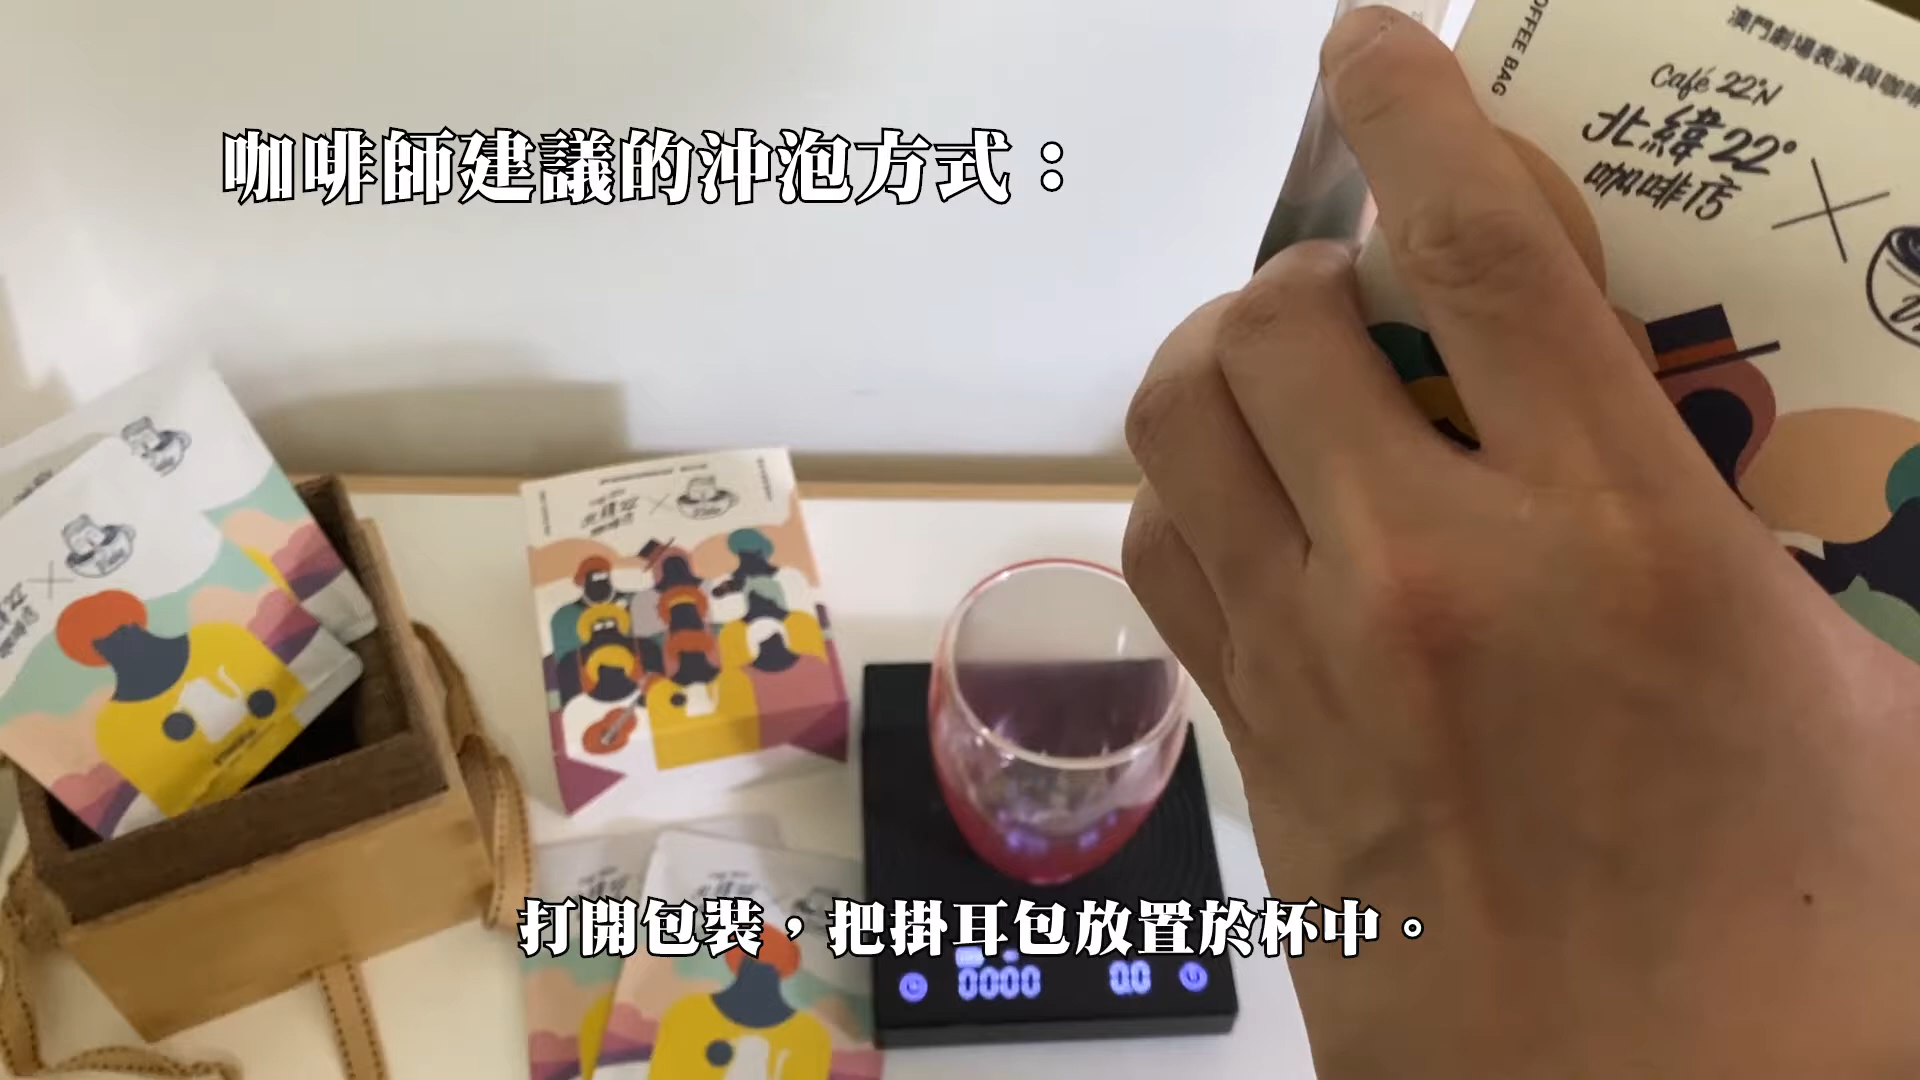 咖啡師建議的沖泡方式：
OFFEE BAG
澳門劇場表演與咖啡
Café 22°N
北緯22°
咖啡店
打開包裝，把掛耳包放置於杯中。
0000
0.0